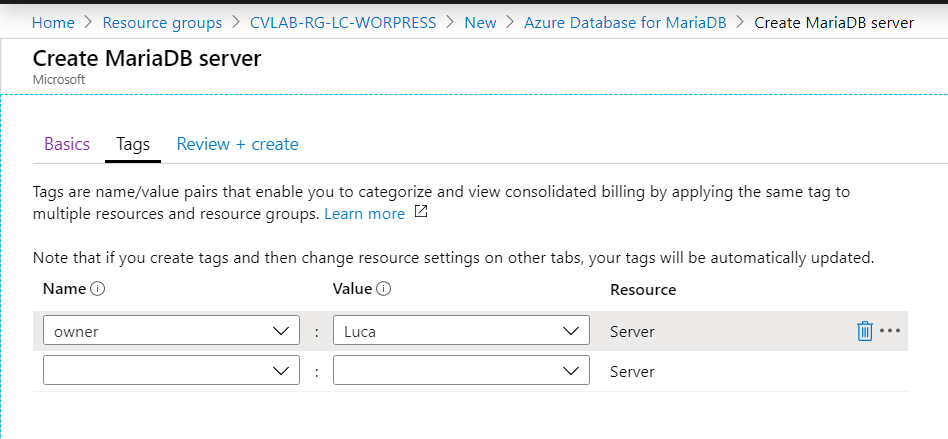 Home > Resource groups > CVLAB-RG-LC-WORPRESS > New > Azure Database for MariaDB > Create MariaDB server
Create MariaDB server
Microsoft
Basics Tags Review + create
Tags are name/value pairs that enable you to categorize and view consolidated billing by applying the same tag to
multiple resources and resource groups. Learn more
Note that if you create tags and then change resource settings on other tabs, your tags will be automatically updated.
Name Value Resource
owner : Luca Server
: Server